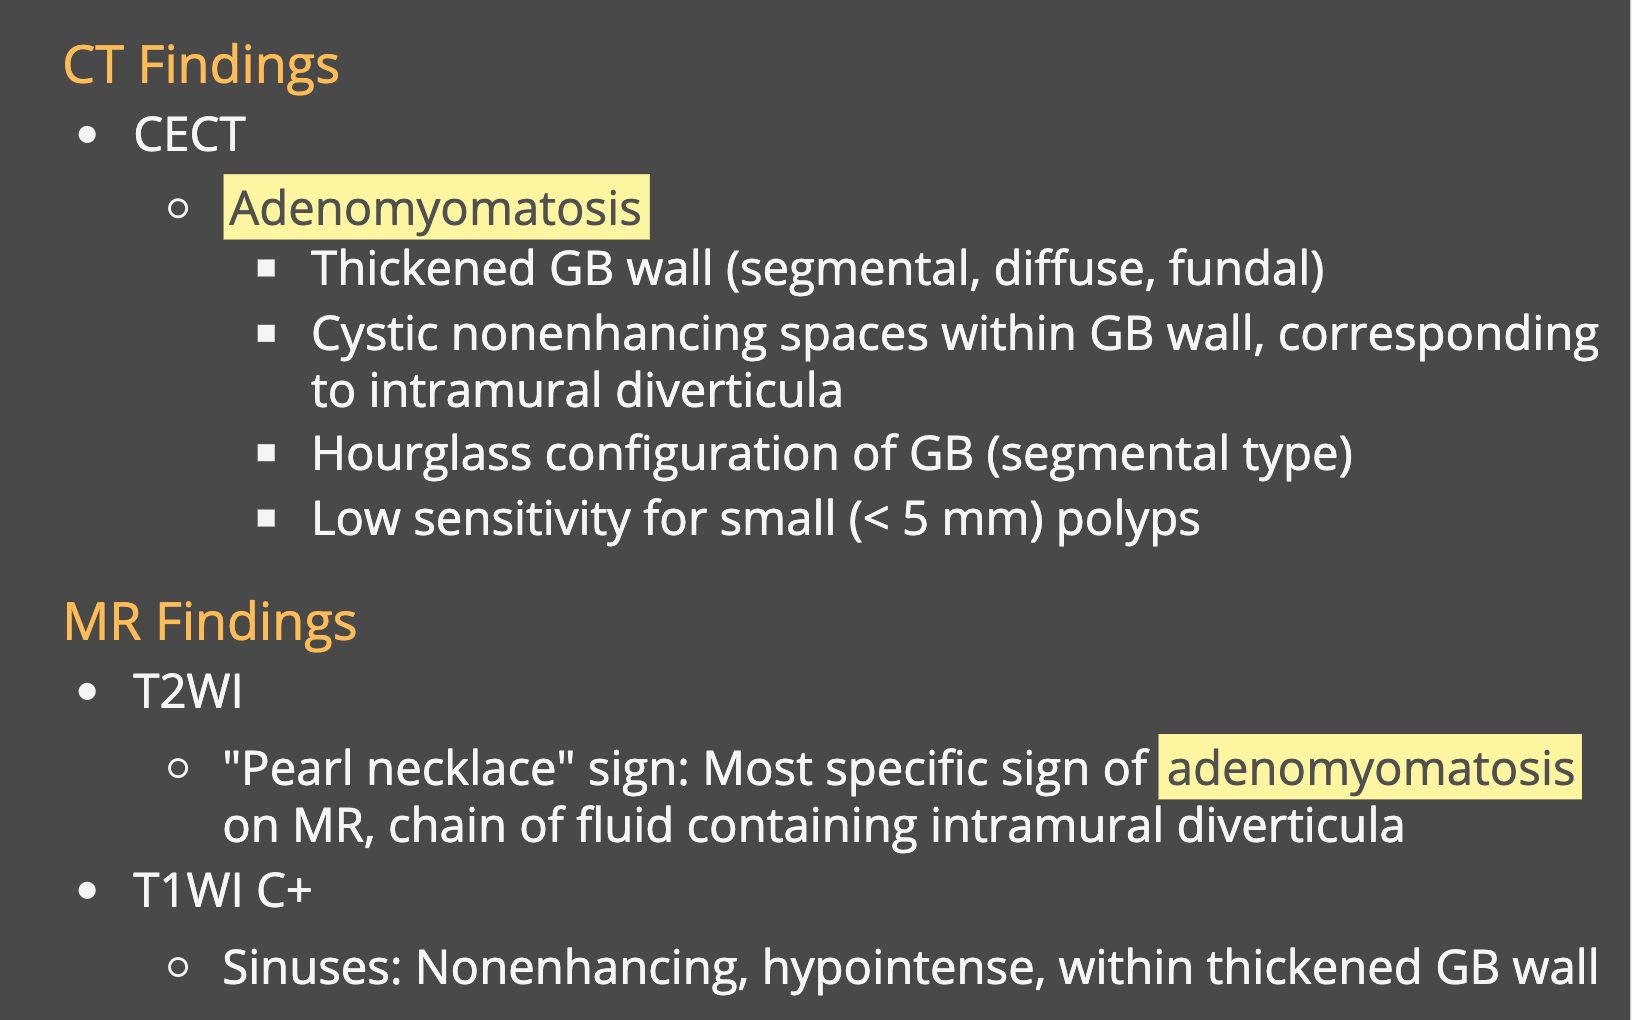 CT Findings
• CECT
○ Adenomyomatosis
▪ Thickened GB wall (segmental, diffuse, fundal)
▪ Cystic nonenhancing spaces within GB wall, corresponding
to intramural diverticula
▪ Hourglass configuration of GB (segmental type)
▪ Low sensitivity for small (< 5 mm) polyps
MR Findings
• T2WI
○ "Pearl necklace" sign: Most specific sign of adenomyomatosis
on MR, chain of fluid containing intramural diverticula
• T1WI C+
○ Sinuses: Nonenhancing, hypointense, within thickened GB wall